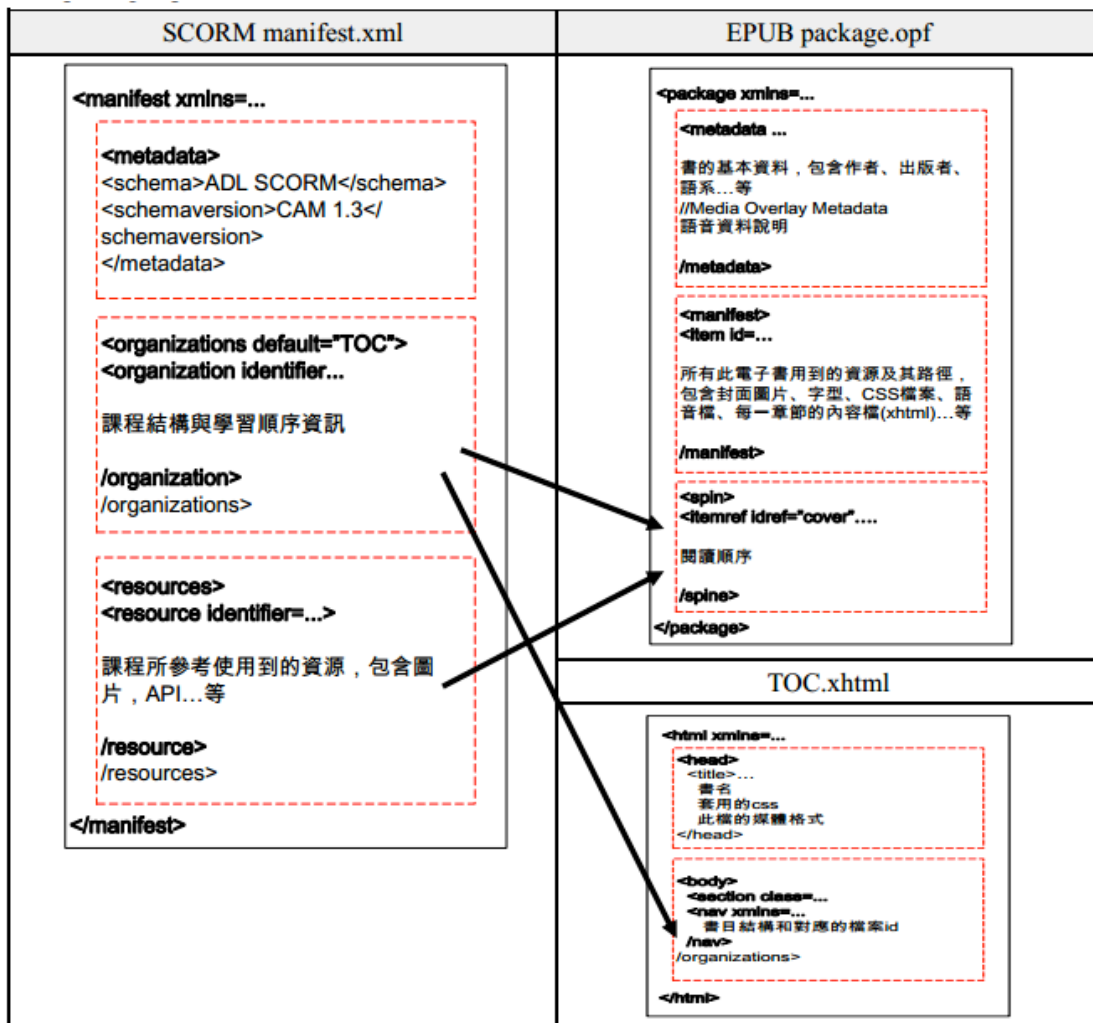 SCORM manifest.xml
<manifest xmlns=...
<metadata>
<schema>ADL SCORM</schema>
<schemaversion>CAM 1.3</
schemaversion>
</metadata>
<organizations default="TOC">
<organization identifier...
課程結構與學習順序資訊
/organization>
/organizations>
<resources>
<resource identifier=...>
課程所參考使用到的資源，包含圖
片，API...等
/resource>
/resources>
</manifest>
EPUB package.opf
<package xmlns=...
<metadata ...
書的基本資料，包含作者、出版者、
語系...等
//Media Overlay Metadata
語音資料說明
/metadata>
<manifest>
<item id=...
所有此電子書用到的資源及其路徑，
包含封面圖片、字型、CSS檔案、語
音檔、每一章節的內容檔(xhtml)...等
/manifest>
<spin>
<itemref idref="cover"....
閱讀順序
/spine>
</package>
TOC.xhtml
<html xmlns=...
<head>
<title>...
書名
套用的css
此檔的媒體格式
</head>
<body>
<section class=...
<nav xmlns=...
書目結構和對應的檔案id
/nav>
/organizations>
</html>